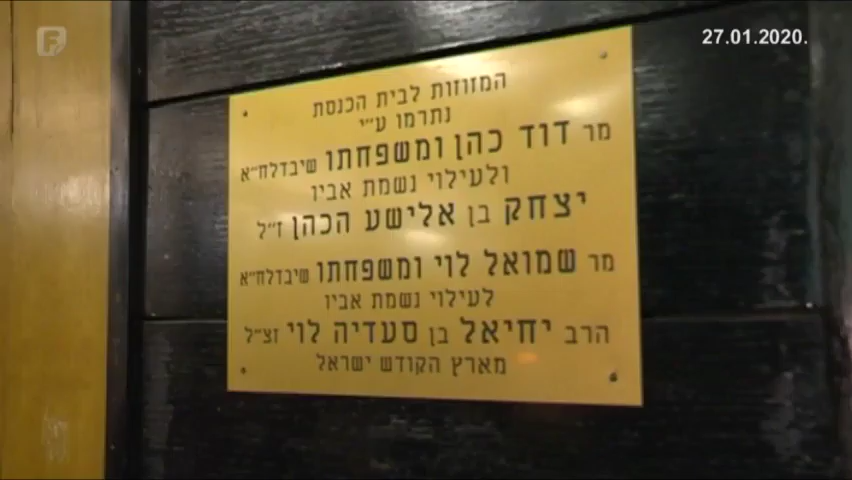 27.01.2020.
המזוזות לבית הכנסת
נתרמו ע״י
מר דוד כהן ומשפחתו שיבדלח״א
ולעילוי נשמת אביו
יצחק בן אלישע הכהן ז״ל
מר שמואל לוי ומשפחתו שיבדלח״א
לעילוי נשמת אביו
הרב יחיאל בן סעדיה לוי זצ״ל
מארץ הקודש ישראל